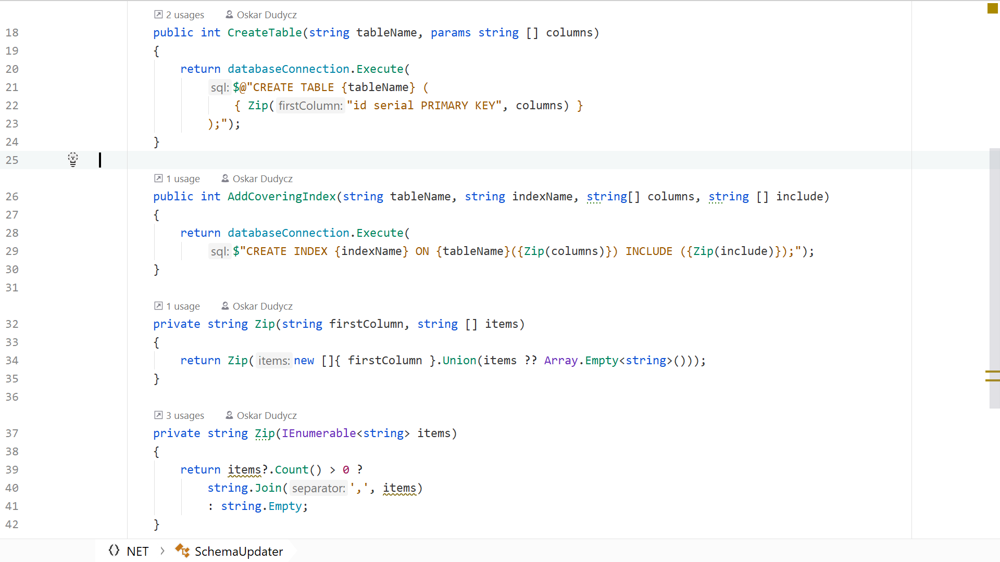 2 usages Oskar Dudycz
18 public int CreateTable(string tableName, params string [] columns)
19 {
20 return databaseConnection.Execute(
21 sql: $@"CREATE TABLE {tableName} (
22 { Zip( firstColumn: "id serial PRIMARY KEY", columns) }
23 );");
24 }
25
1 usage Oskar Dudycz
26 public int AddCoveringIndex(string tableName, string indexName, string[] columns, string [] include)
27 {
28 return databaseConnection.Execute(
29 sql: $"CREATE INDEX {indexName} ON {tableName}({Zip(columns)}) INCLUDE ({Zip(include)});");
30 }
31
1 usage Oskar Dudycz
32 private string Zip(string firstColumn, string [] items)
33 {
34 return Zip( items: new []{ firstColumn }.Union(items ?? Array.Empty<string>()));
35 }
36
3 usages Oskar Dudycz
37 private string Zip(IEnumerable<string> items)
38 {
39 return items?.Count() > 0 ?
40 string.Join( separator: ',', items)
41 : string.Empty;
42 }
NET > SchemaUpdater